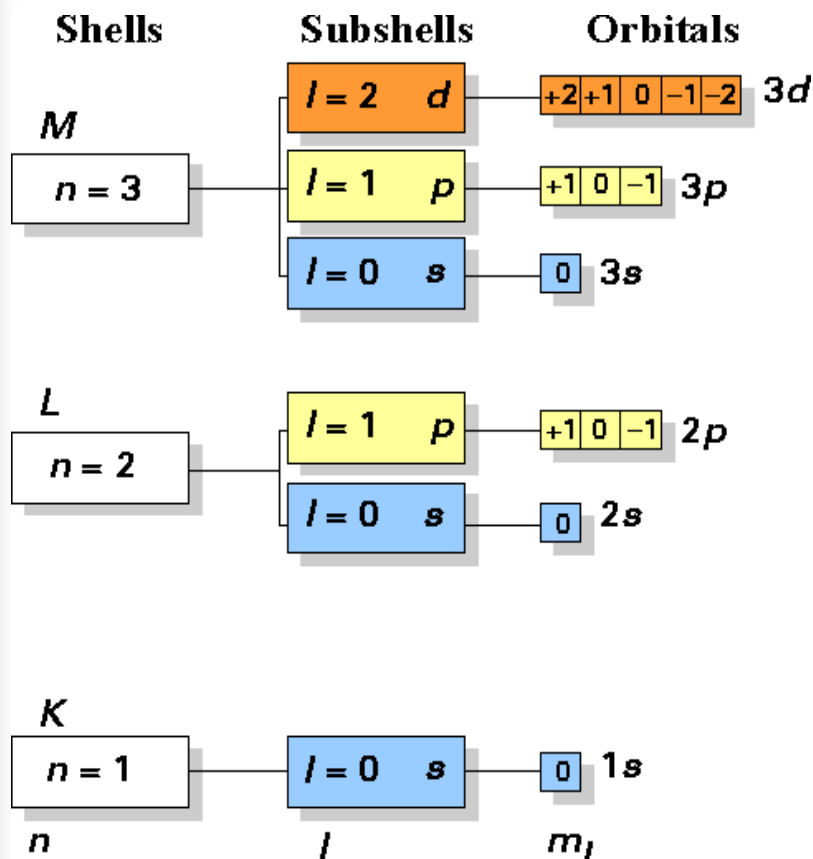 Shells Subshells Orbitals
l = 2 d +2 +1 0 −1 −2 3d
M
n = 3 l = 1 p +1 0 −1 3p
l = 0 s 0 3s
L
l = 1 p +1 0 −1 2p
n = 2
l = 0 s 0 2s
K
n = 1 l = 0 s 0 1s
n l ml